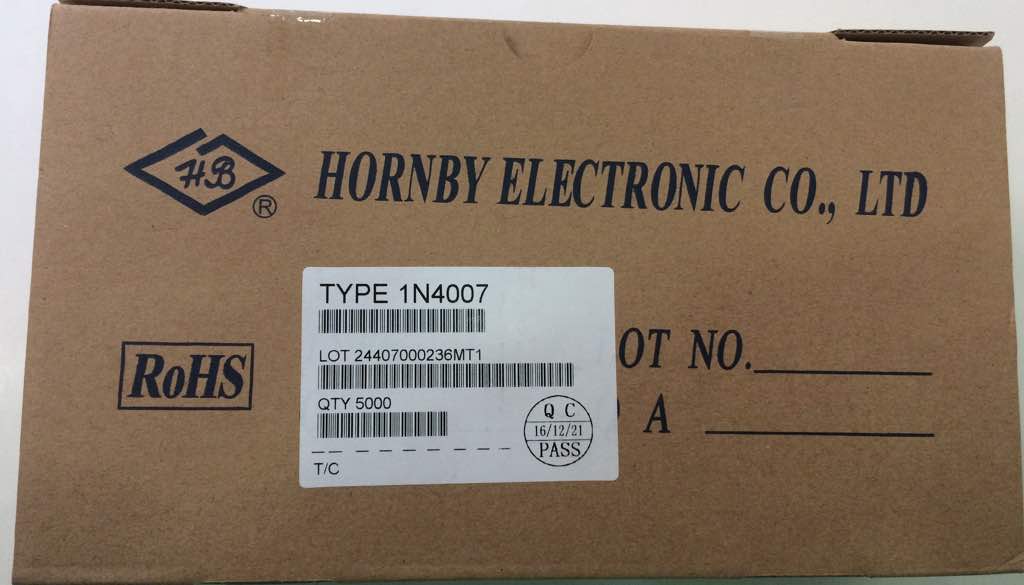 HB
®
HORNBY ELECTRONIC CO., LTD
TYPE 1N4007
LOT 24407000236MT1
QTY 5000
T/C
Q C
16/12/21
PASS
RoHS
OT NO.
A